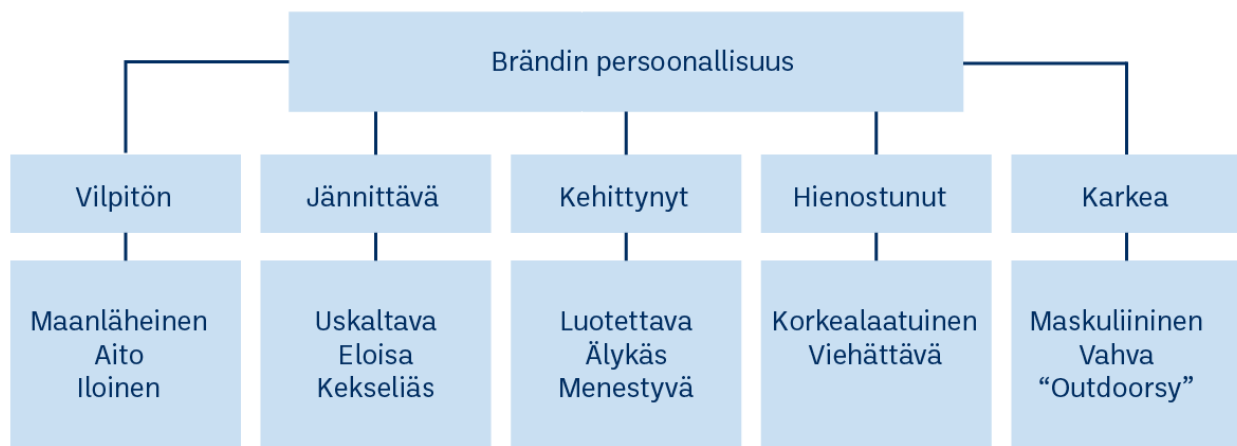 Brändin persoonallisuus
Vilpitön
Jännittävä
Kehittynyt
Hienostunut
Karkea
Maanläheinen
Aito
Iloinen
Uskaltava
Eloisa
Kekseliäs
Luotettava
Älykäs
Menestyvä
Korkealaatuinen
Viehättävä
Maskuliininen
Vahva
“Outdoorsy”